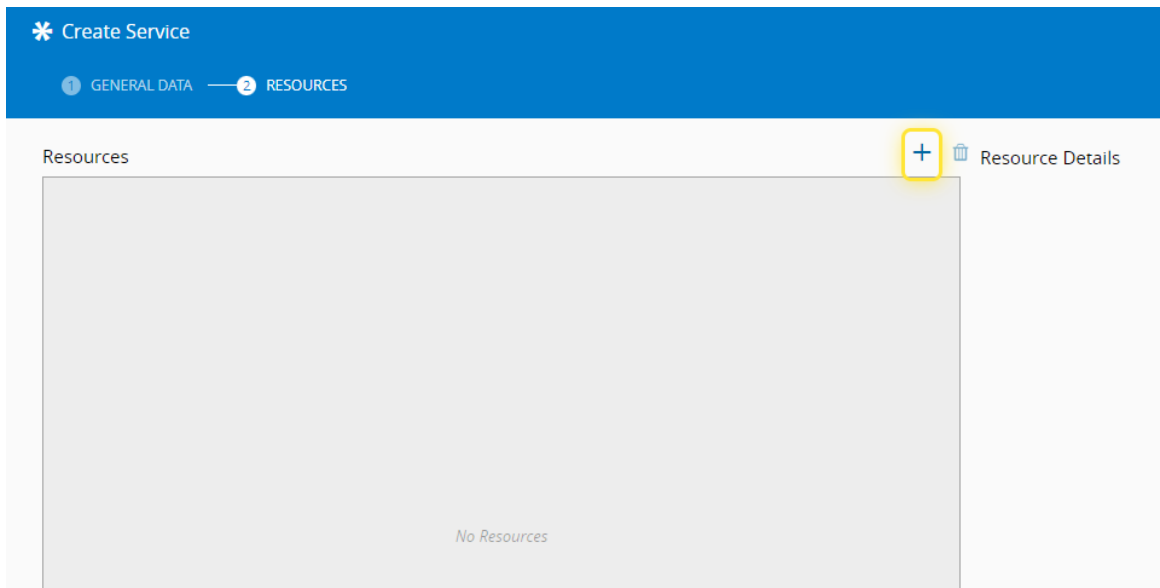 Create Service
1 GENERAL DATA 2 RESOURCES
Resources
Resource Details
No Resources